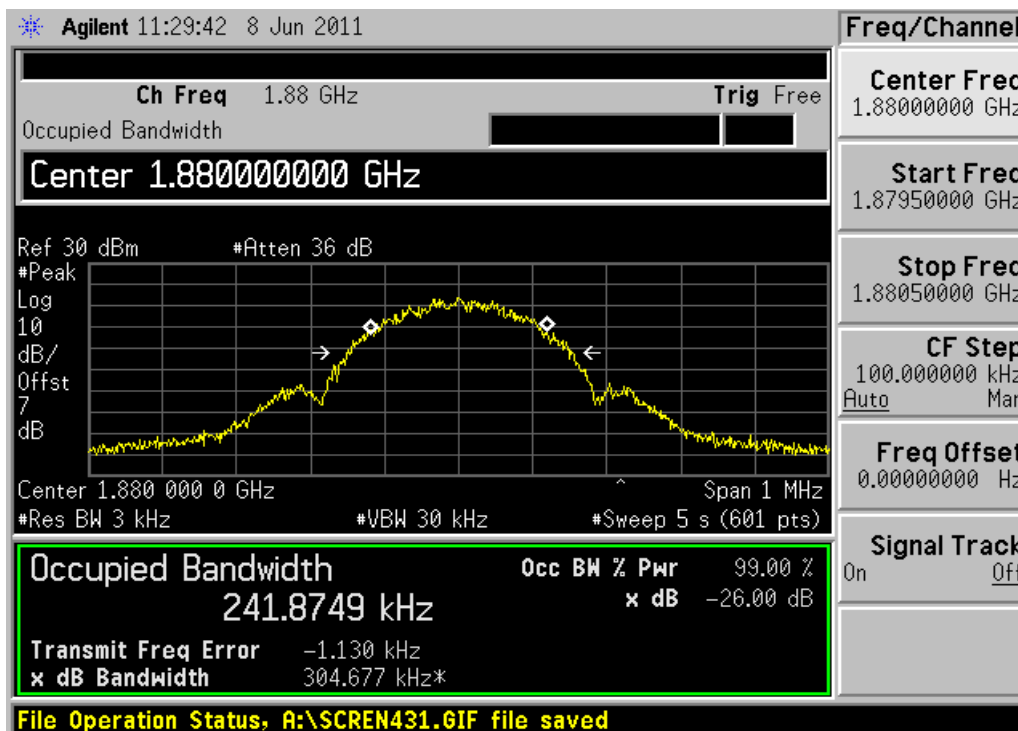 Agilent 11:29:42 8 Jun 2011
Freq/Channel
Ch Freq 1.88 GHz Trig Free
Occupied Bandwidth
Center 1.880000000 GHz
Ref 30 dBm #Atten 36 dB
#Peak
Log
10
dB/
Offst
7
dB
Center 1.880 000 0 GHz Span 1 MHz
#Res BW 3 kHz #VBW 30 kHz #Sweep 5 s (601 pts)
Occupied Bandwidth Occ BW % Pwr 99.00 %
241.8749 kHz x dB -26.00 dB
Transmit Freq Error -1.130 kHz
x dB Bandwidth 304.677 kHz*
File Operation Status, A:\SCREN431.GIF file saved
Center Freq
1.88000000 GHz
Start Freq
1.87950000 GHz
Stop Freq
1.88050000 GHz
CF Step
100.000000 kHz
Auto Man
Freq Offset
0.00000000 Hz
Signal Track
On Off